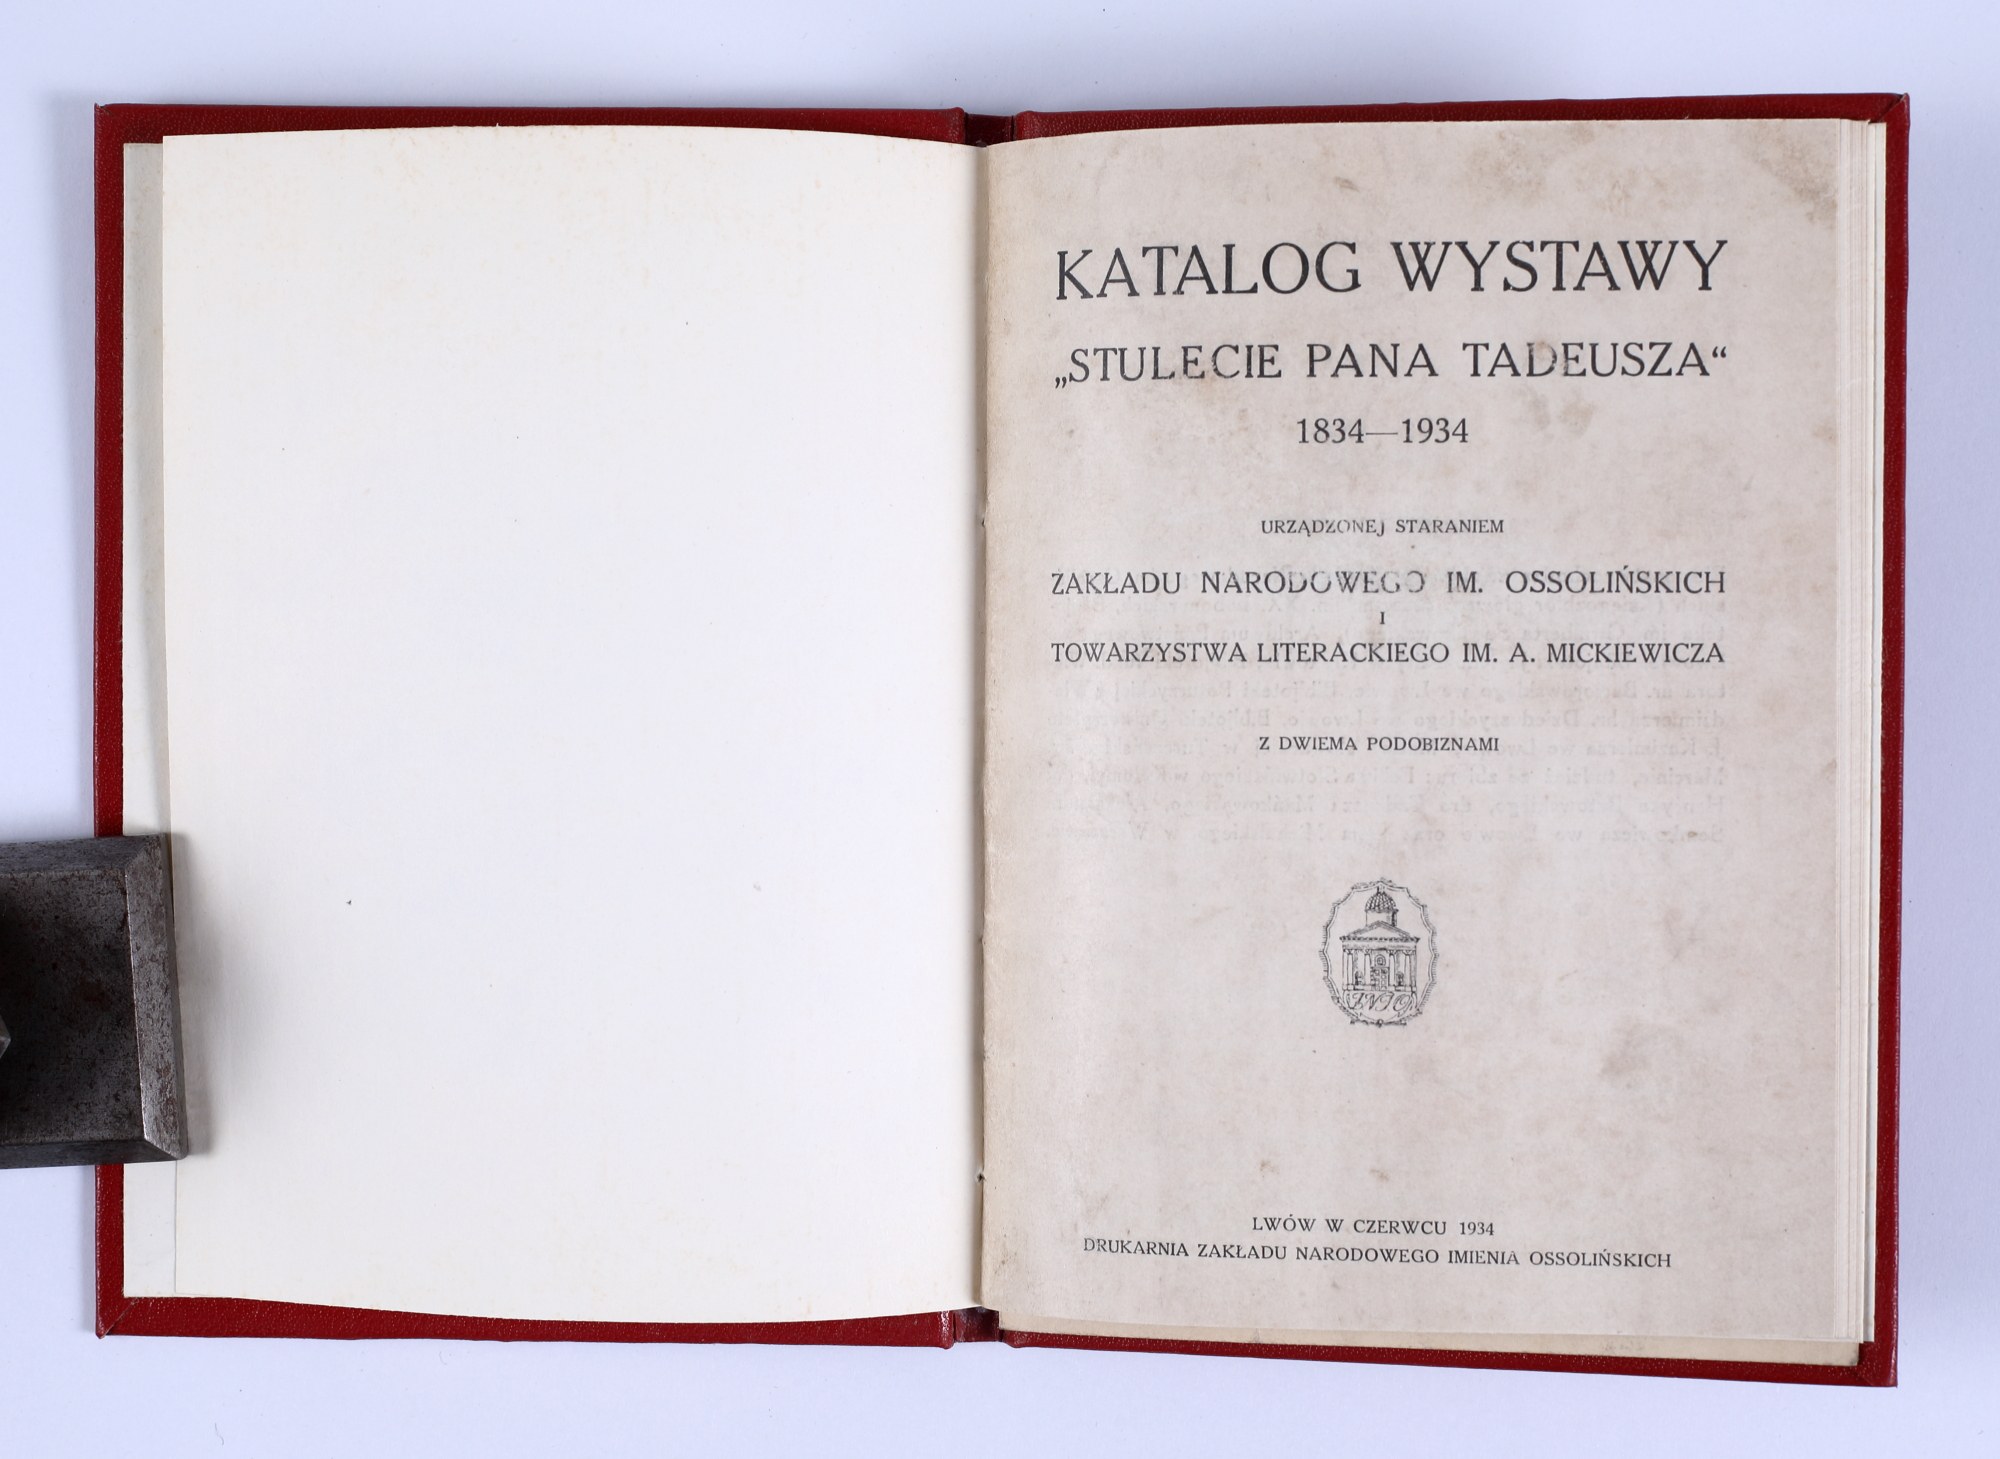 KATALOG WYSTAWY
„STULECIE PANA TADEUSZA“
1834—1934
URZĄDZONEJ STARANIEM
ZAKŁADU NARODOWEGO IM. OSSOLIŃSKICH
I
TOWARZYSTWA LITERACKIEGO IM. A. MICKIEWICZA
Z DWIEMA PODOBIZNAMI
ZNIO
LWÓW W CZERWCU 1934
DRUKARNIA ZAKŁADU NARODOWEGO IMIENIA OSSOLIŃSKICH